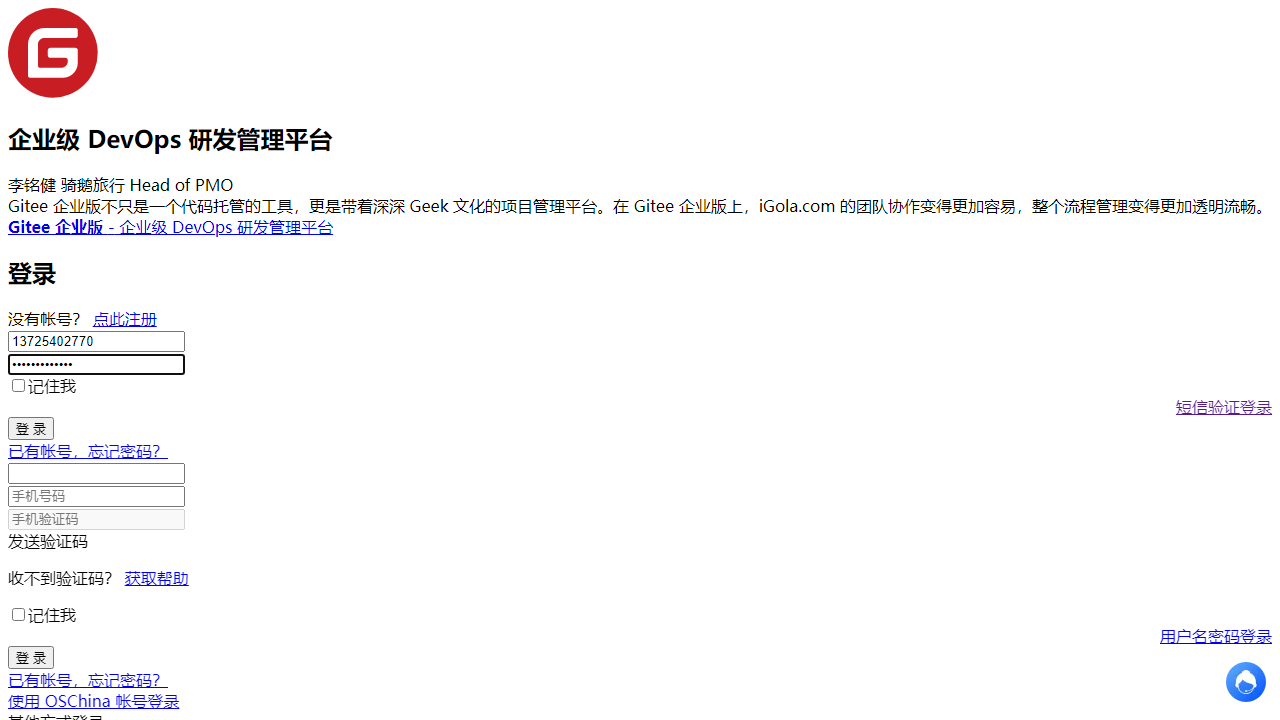 G
企业级 DevOps 研发管理平台
李铭健 骑鹅旅行 Head of PMO
Gitee 企业版不只是一个代码托管的工具，更是带着深深 Geek 文化的项目管理平台。在 Gitee 企业版上，iGola.com 的团队协作变得更加容易，整个流程管理变得更加透明流畅。
Gitee 企业版 - 企业级 DevOps 研发管理平台
登录
没有帐号？ 点此注册
13725402770
•••••••••••••
记住我
短信验证登录
登 录
已有帐号，忘记密码？
手机号码
手机验证码
发送验证码
收不到验证码？ 获取帮助
记住我
用户名密码登录
登 录
已有帐号，忘记密码？
使用 OSChina 帐号登录
其他方式登录